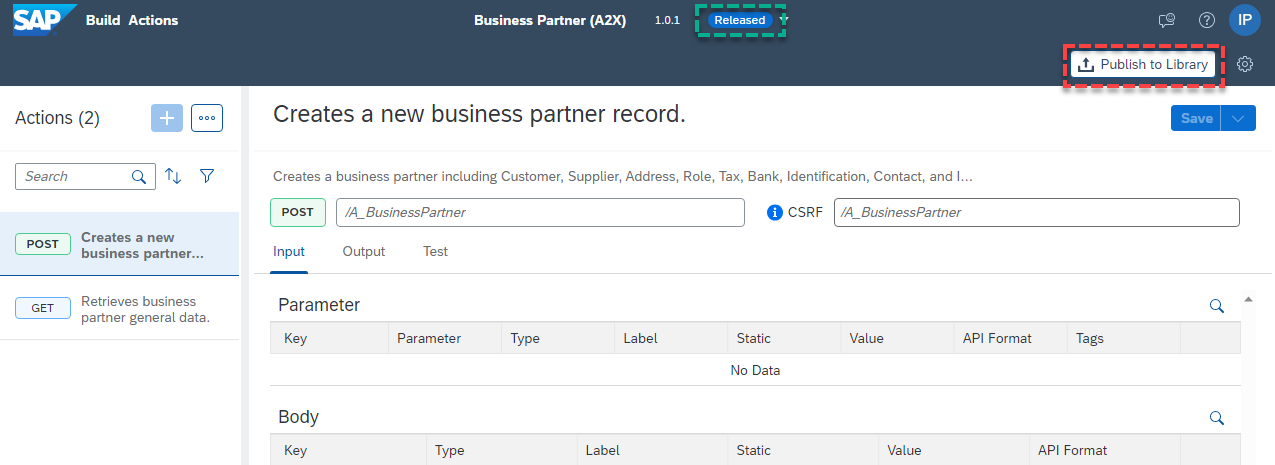 SAP Build Actions Business Partner (A2X) 1.0.1 Released IP
Publish to Library
Actions (2)
Creates a new business partner record.
Save
Search
Creates a business partner including Customer, Supplier, Address, Role, Tax, Bank, Identification, Contact, and I...
POST /A_BusinessPartner CSRF /A_BusinessPartner
POST Creates a new
business partner...
Input Output Test
GET Retrieves business
partner general data.
Parameter
Key Parameter Type Label Static Value API Format Tags
No Data
Body
Key Type Label Static Value API Format